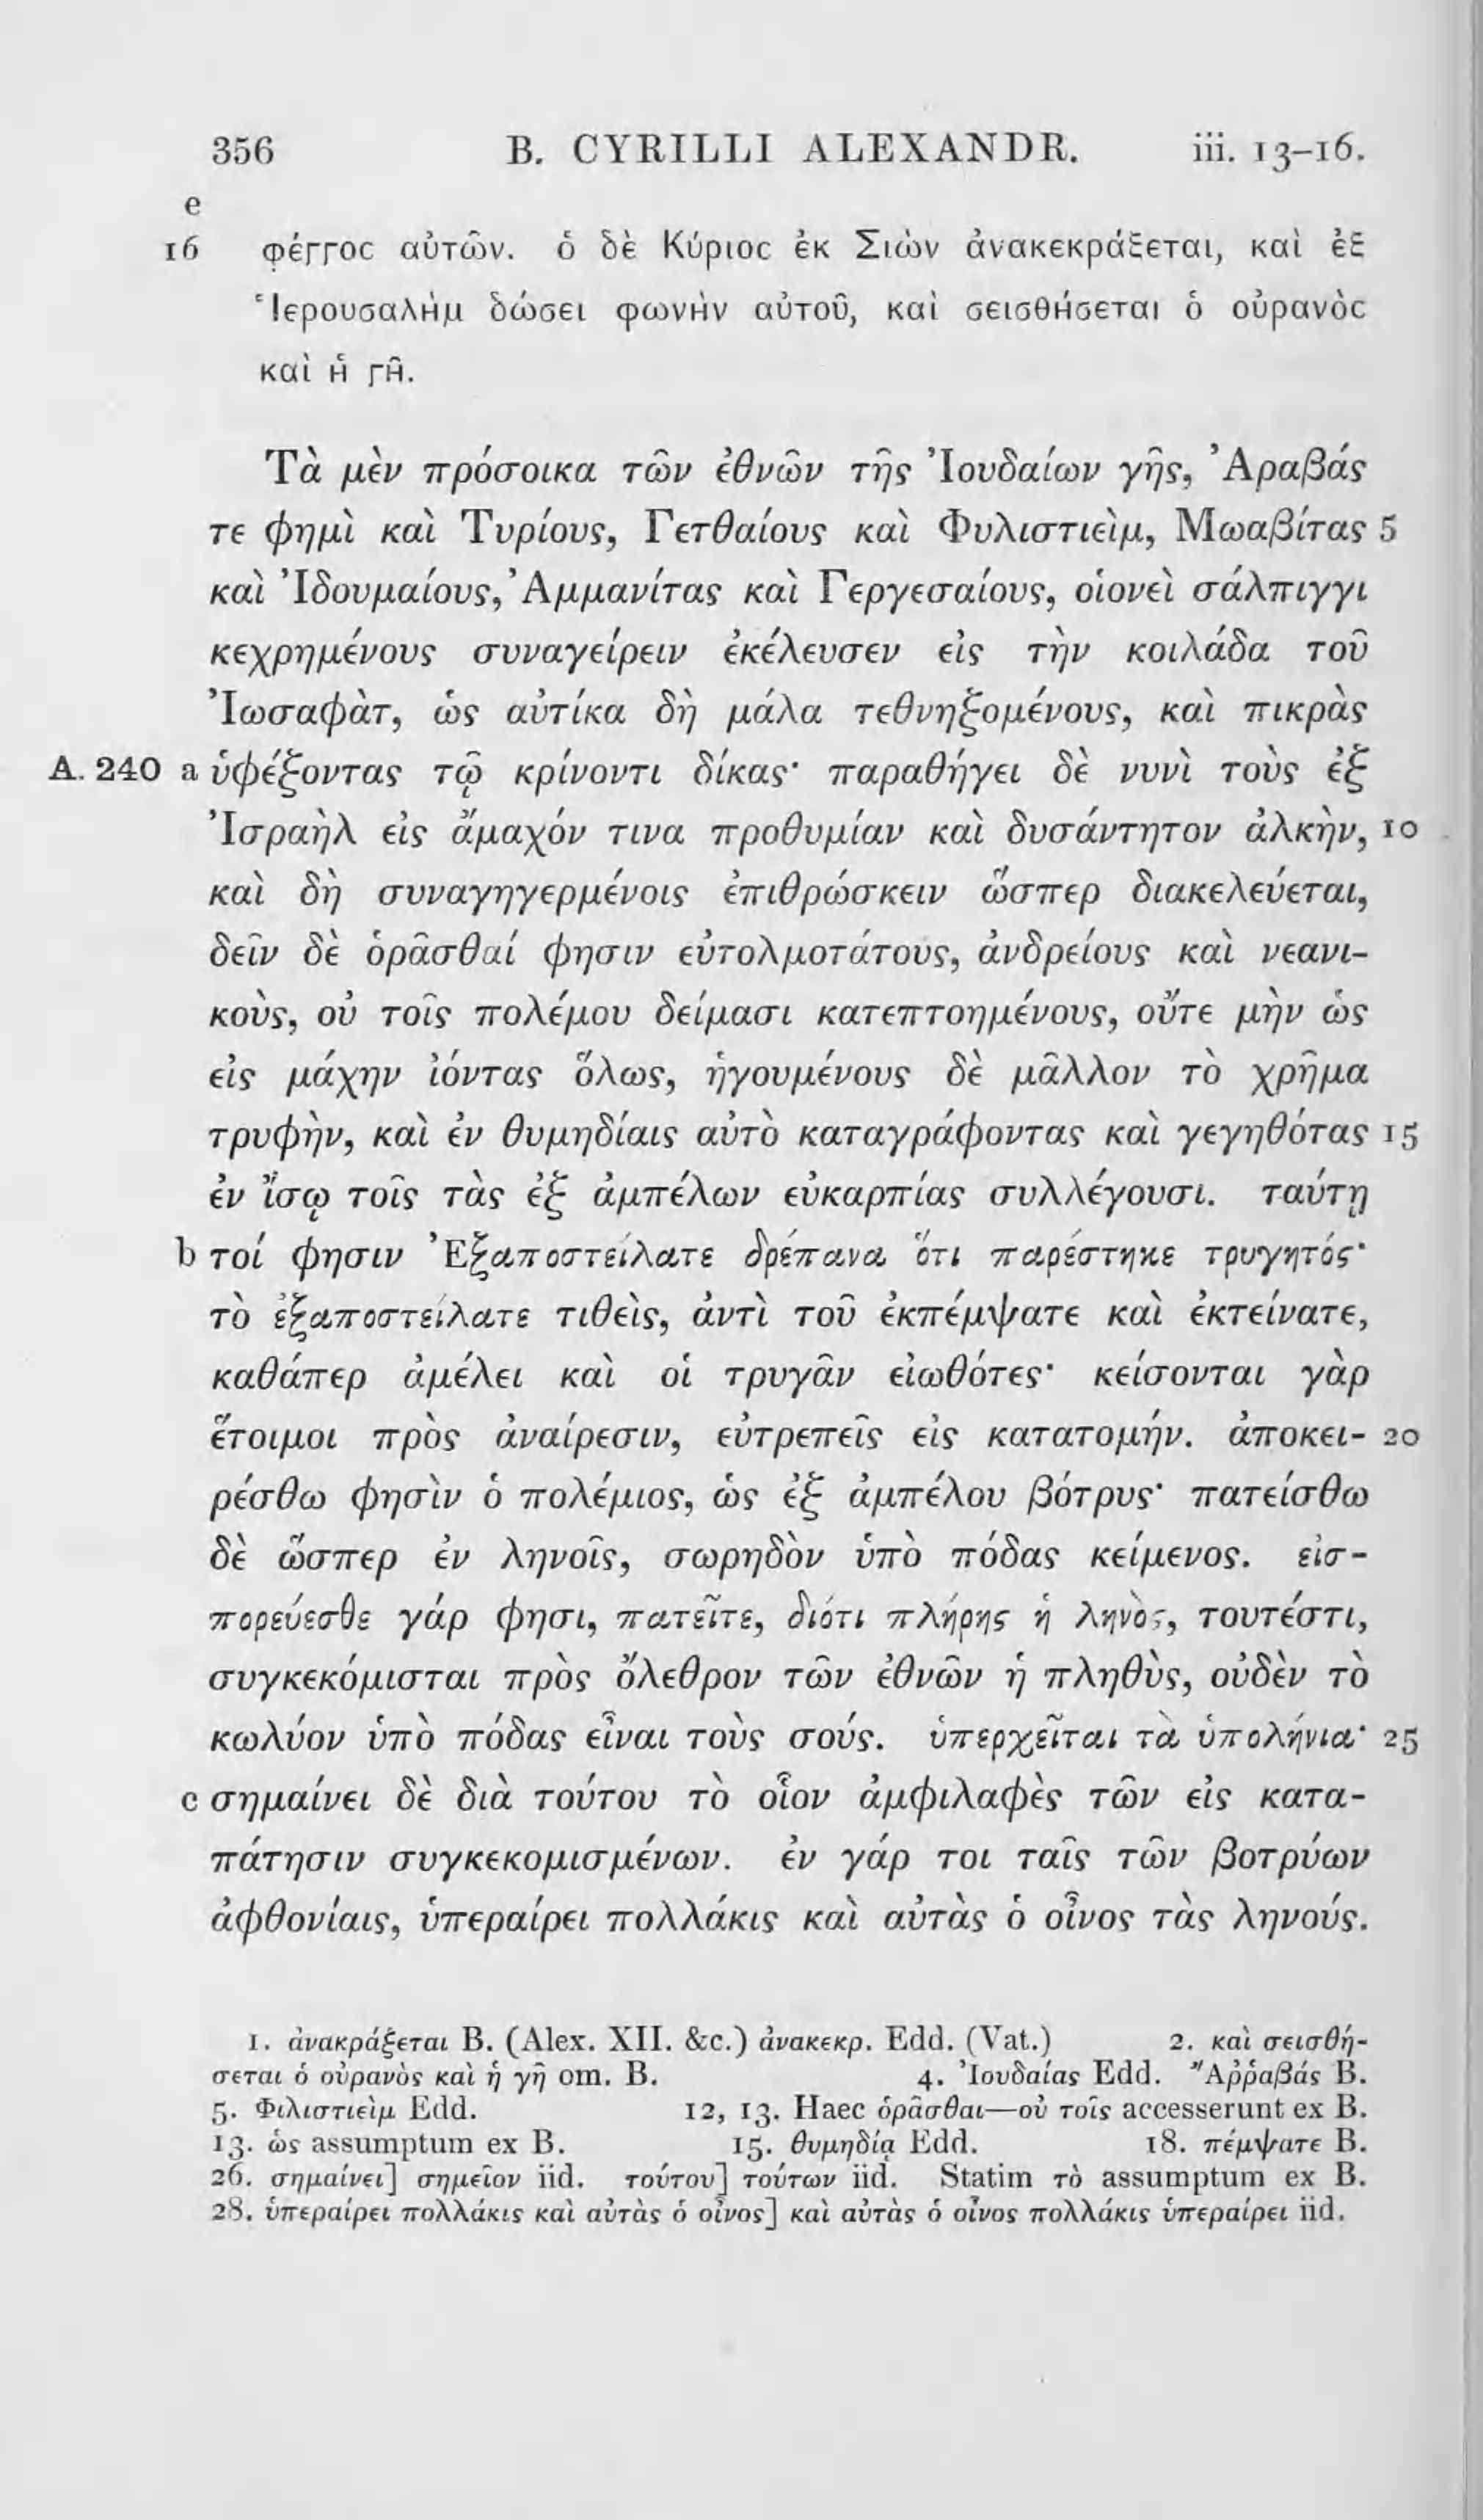 356 B. CYRILLI ALEXANDR. iii. 13–16.
e
16 φέγγος αὐτῶν. ὁ δὲ Κύριος ἐκ Σιὼν ἀνακεκράξεται, καὶ ἐξ
Ἱερουσαλὴμ δώσει φωνὴν αὐτοῦ, καὶ σεισθήσεται ὁ οὐρανὸς
καὶ ἡ γῆ.
Τὰ μὲν πρόσοικα τῶν ἐθνῶν τῆς Ἰουδαίων γῆς, Ἀραβάς
τε φημὶ καὶ Τυρίους, Γετθαίους καὶ Φυλιστιεὶμ, Μωαβίτας 5
καὶ Ἰδουμαίους, Ἀμμανίτας καὶ Γεργεσαίους, οἱονεὶ σάλπιγγι
κεχρημένους συναγείρειν ἐκέλευσεν εἰς τὴν κοιλάδα τοῦ
Ἰωσαφὰτ, ὡς αὐτίκα δὴ μάλα τεθνηξομένους, καὶ πικρὰς
A. 240 a ὑφέξοντας τῷ κρίνοντι δίκας· παραθήγει δὲ νυνὶ τοὺς ἐξ
Ἰσραὴλ εἰς ἄμαχόν τινα προθυμίαν καὶ δυσάντητον ἀλκὴν, 10
καὶ δὴ συναγηγερμένοις ἐπιθρώσκειν ὥσπερ διακελεύεται,
δεῖν δὲ ὁρᾶσθαί φησιν εὐτολμοτάτους, ἀνδρείους καὶ νεανι-
κοὺς, οὐ τοῖς πολέμου δείμασι κατεπτοημένους, οὔτε μὴν ὡς
εἰς μάχην ἰόντας ὅλως, ἡγουμένους δὲ μᾶλλον τὸ χρῆμα
τρυφὴν, καὶ ἐν θυμηδίαις αὐτὸ καταγράφοντας καὶ γεγηθότας 15
ἐν ἴσῳ τοῖς τὰς ἐξ ἀμπέλων εὐκαρπίας συλλέγουσι. ταύτῃ
b τοί φησιν Ἐξαποστείλατε δρέπανα ὅτι παρέστηκε τρυγητός·
τὸ ἐξαποστείλατε τιθεὶς, ἀντὶ τοῦ ἐκπέμψατε καὶ ἐκτείνατε,
καθάπερ ἀμέλει καὶ οἱ τρυγᾶν εἰωθότες· κείσονται γὰρ
ἕτοιμοι πρὸς ἀναίρεσιν, εὐτρεπεῖς εἰς κατατομήν. ἀποκει- 20
ρέσθω φησὶν ὁ πολέμιος, ὡς ἐξ ἀμπέλου βότρυς· πατείσθω
δὲ ὥσπερ ἐν ληνοῖς, σωρηδὸν ὑπὸ πόδας κείμενος. εἰσ-
πορεύεσθε γάρ φησι, πατεῖτε, διότι πλήρης ἡ ληνὸς, τουτέστι,
συγκεκόμισται πρὸς ὄλεθρον τῶν ἐθνῶν ἡ πληθὺς, οὐδὲν τὸ
κωλύον ὑπὸ πόδας εἶναι τοὺς σούς. ὑπερχεῖται τὰ ὑπολήνια· 25
c σημαίνει δὲ διὰ τούτου τὸ οἷον ἀμφιλαφὲς τῶν εἰς κατα-
πάτησιν συγκεκομισμένων. ἐν γάρ τοι ταῖς τῶν βοτρύων
ἀφθονίαις, ὑπεραίρει πολλάκις καὶ αὐτὰς ὁ οἶνος τὰς ληνούς.
1. ἀνακράξεται B. (Alex. XII. &c.) ἀνακεκρ. Edd. (Vat.) 2. καὶ σεισθή-
σεται ὁ οὐρανὸς καὶ ἡ γῆ om. B. 4. Ἰουδαίας Edd. Ἄῤῥαβάς B.
5. Φιλιστιεὶμ Edd. 12, 13. Haec ὁρᾶσθαι—οὐ τοῖς accesserunt ex B.
13. ὡς assumptum ex B. 15. θυμηδίᾳ Edd. 18. πέμψατε B.
26. σημαίνει] σημεῖον iid. τούτου] τούτων iid. Statim τὸ assumptum ex B.
28. ὑπεραίρει πολλάκις καὶ αὐτὰς ὁ οἶνος] καὶ αὐτὰς ὁ οἶνος πολλάκις ὑπεραίρει iid.